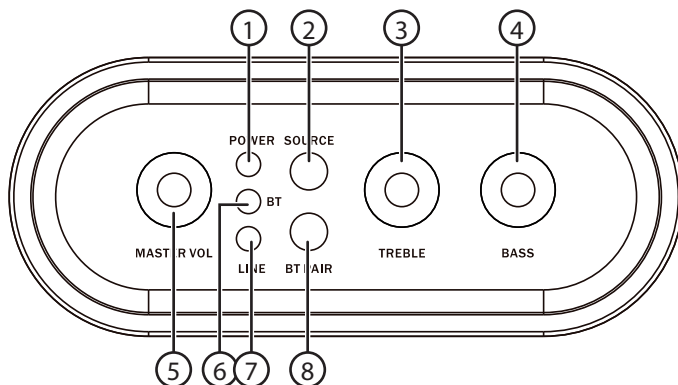 1 2 3 4
POWER SOURCE
BT
MASTER VOL LINE BT PAIR TREBLE BASS
5 6 7 8